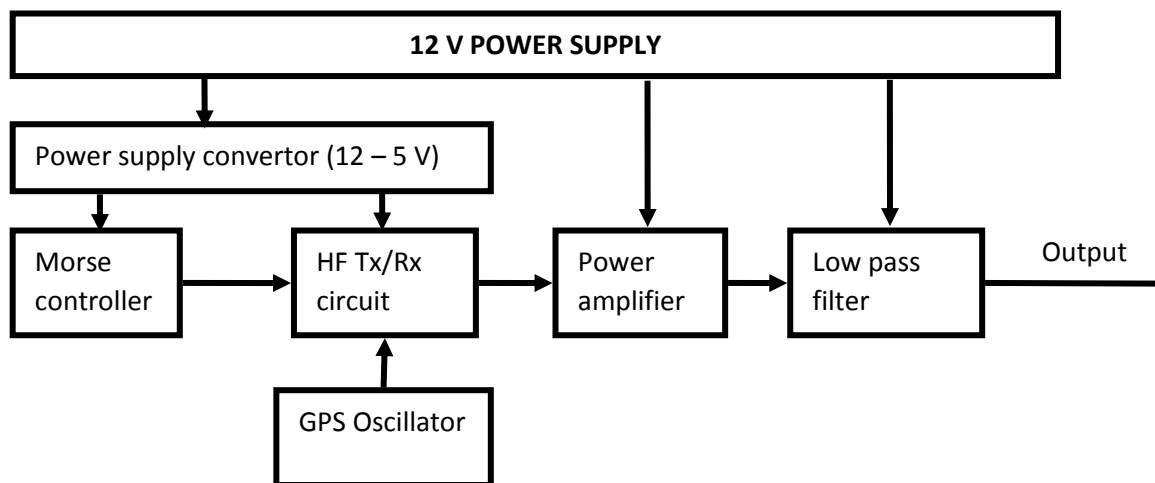 12 V POWER SUPPLY
Power supply convertor (12 – 5 V)
Morse
controller
HF Tx/Rx
circuit
Power
amplifier
Low pass
filter
Output
GPS Oscillator